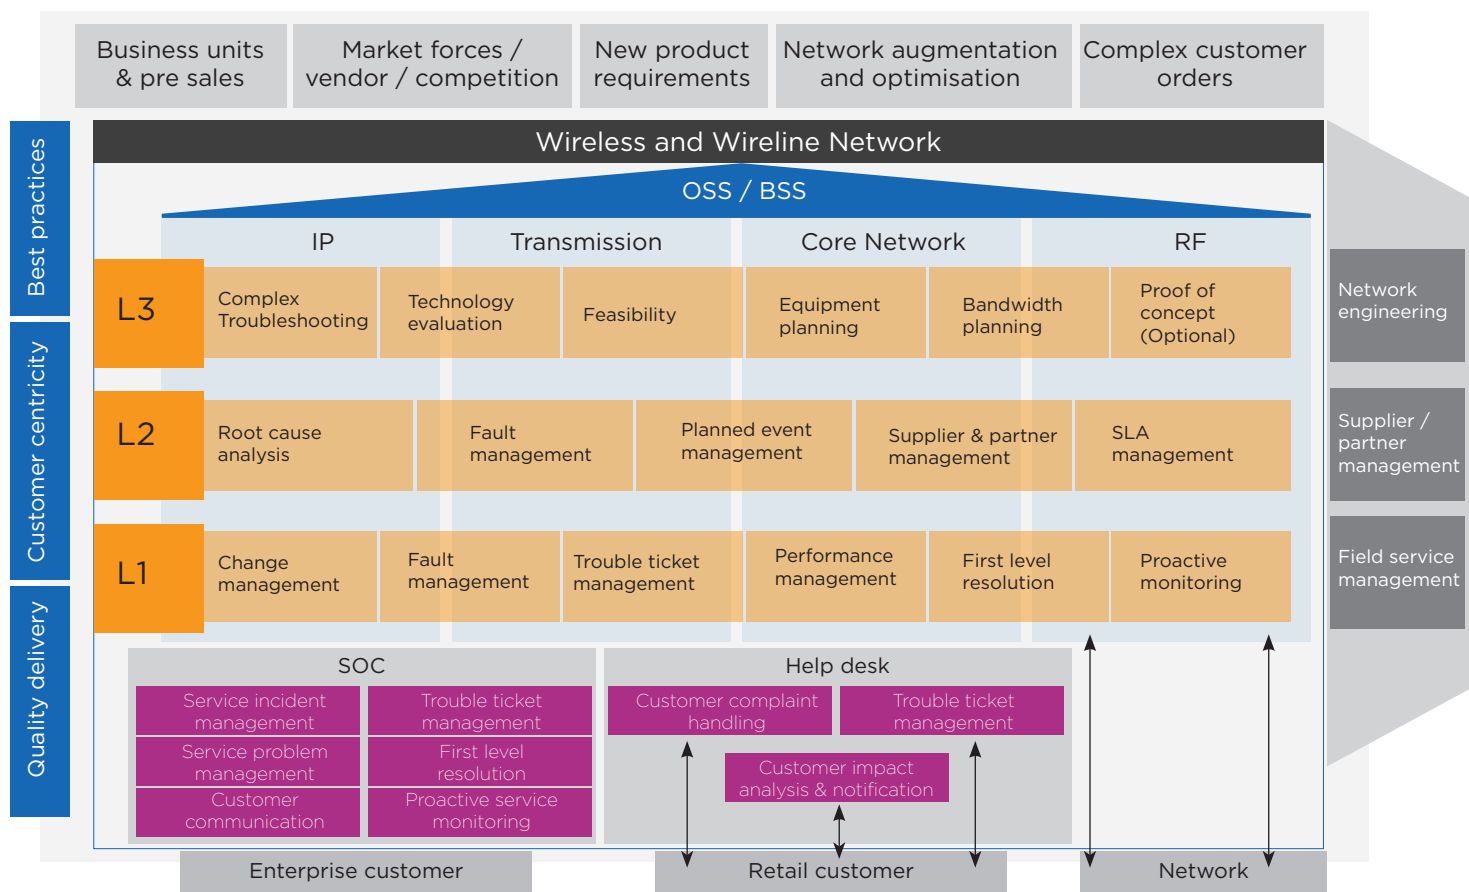 Business units
& pre sales
Market forces /
vendor / competition
New product
requirements
Network augmentation
and optimisation
Complex customer
orders
Wireless and Wireline Network
OSS / BSS
Best practices
Customer centricity
Quality delivery
IP
Transmission
Core Network
RF
L3
Complex
Troubleshooting
Technology
evaluation
Feasibility
Equipment
planning
Bandwidth
planning
Proof of
concept
(Optional)
L2
Root cause
analysis
Fault
management
Planned event
management
Supplier & partner
management
SLA
management
L1
Change
management
Fault
management
Trouble ticket
management
Performance
management
First level
resolution
Proactive
monitoring
Network
engineering
Supplier /
partner
management
Field service
management
SOC
Service incident
management
Trouble ticket
management
Service problem
management
First level
resolution
Customer
communication
Proactive service
monitoring
Help desk
Customer complaint
handling
Trouble ticket
management
Customer impact
analysis & notification
Enterprise customer
Retail customer
Network